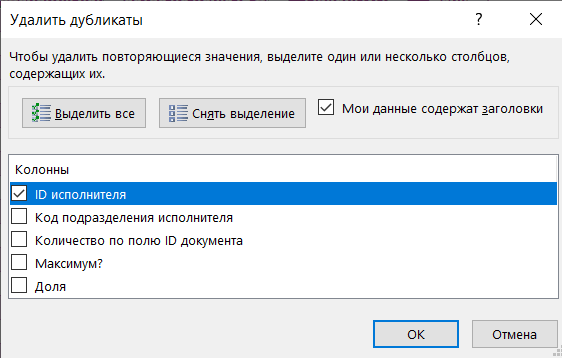 Удалить дубликаты
Чтобы удалить повторяющиеся значения, выделите один или несколько столбцов,
содержащих их.
Выделить все
Снять выделение
Мои данные содержат заголовки
Колонны
ID исполнителя
Код подразделения исполнителя
Количество по полю ID документа
Максимум?
Доля
ОК
Отмена